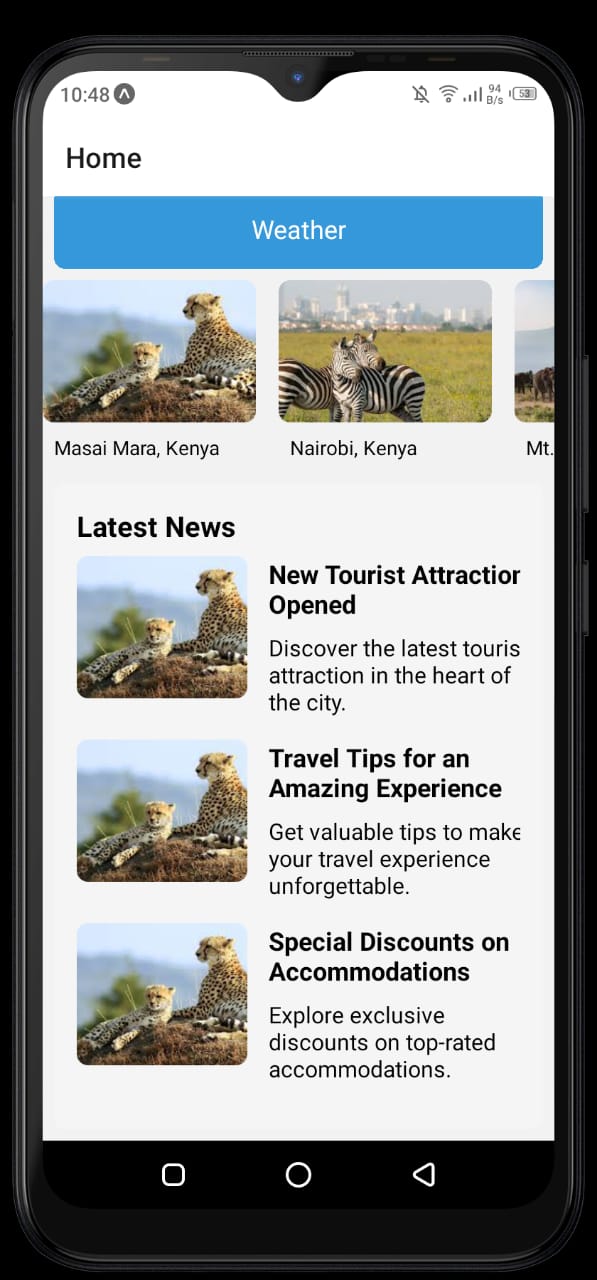 10:48
94
B/s
53
Home
Weather
Masai Mara, Kenya
Nairobi, Kenya
Mt.
Latest News
New Tourist Attraction
Opened
Discover the latest touris
attraction in the heart of
the city.
Travel Tips for an
Amazing Experience
Get valuable tips to make
your travel experience
unforgettable.
Special Discounts on
Accommodations
Explore exclusive
discounts on top-rated
accommodations.